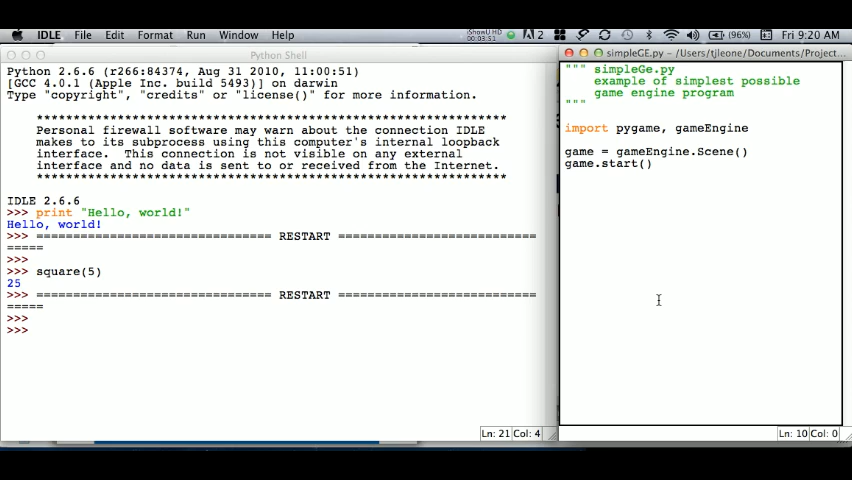 IDLE File Edit Format Run Window Help
iShowU HD
00:03:51
2 (96%) Fri 9:20 AM
Python Shell
Python 2.6.6 (r266:84374, Aug 31 2010, 11:00:51)
[GCC 4.0.1 (Apple Inc. build 5493)] on darwin
Type "copyright", "credits" or "license()" for more information.
****************************************************************
Personal firewall software may warn about the connection IDLE
makes to its subprocess using this computer's internal loopback
interface. This connection is not visible on any external
interface and no data is sent to or received from the Internet.
****************************************************************
IDLE 2.6.6
>>> print "Hello, world!"
Hello, world!
>>> ================================ RESTART ===========================
=====
>>>
>>> square(5)
25
>>> ================================ RESTART ===========================
=====
>>>
>>>
Ln: 21 Col: 4
simpleGE.py - /Users/tjleone/Documents/Project...
""" simpleGe.py
example of simplest possible
game engine program
"""
import pygame, gameEngine
game = gameEngine.Scene()
game.start()
Ln: 10 Col: 0